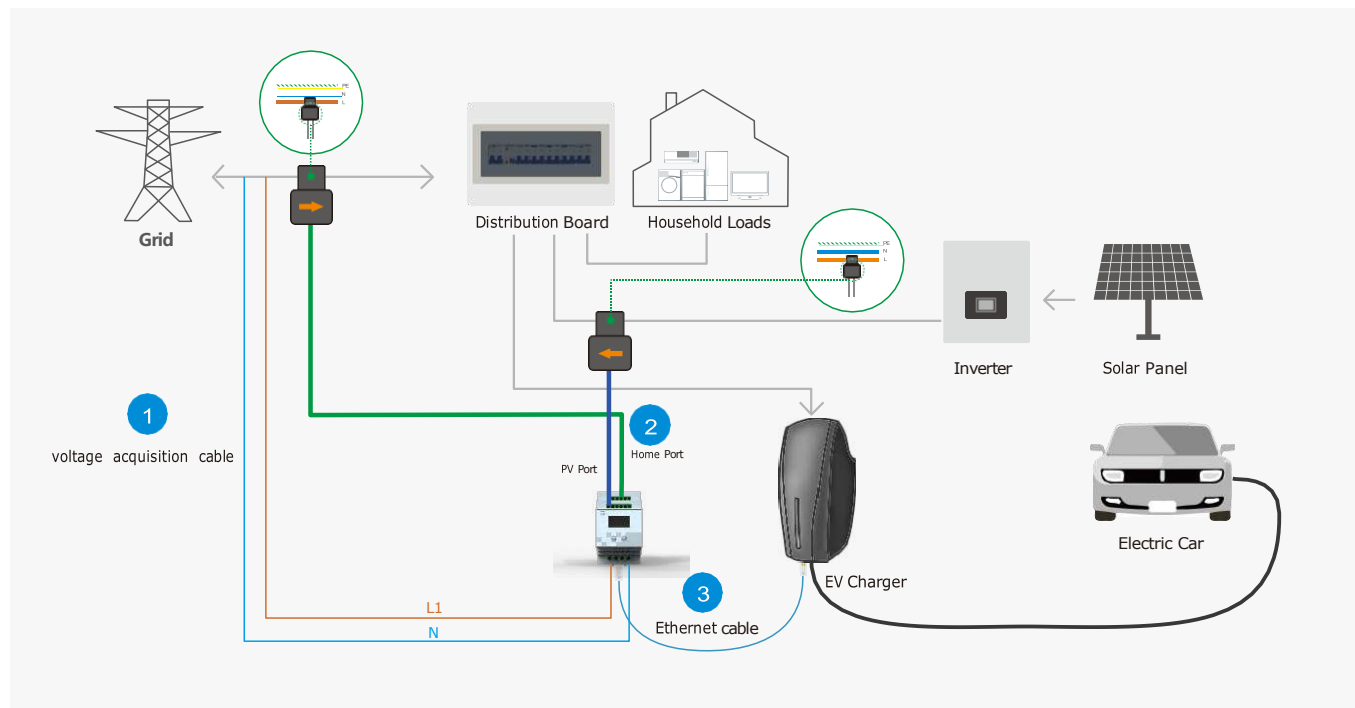 PE
N
L
Grid
Distribution Board
Household Loads
PE
N
L
Inverter
Solar Panel
1
voltage acquisition cable
2
Home Port
PV Port
Electric Car
EV Charger
3
Ethernet cable
L1
N